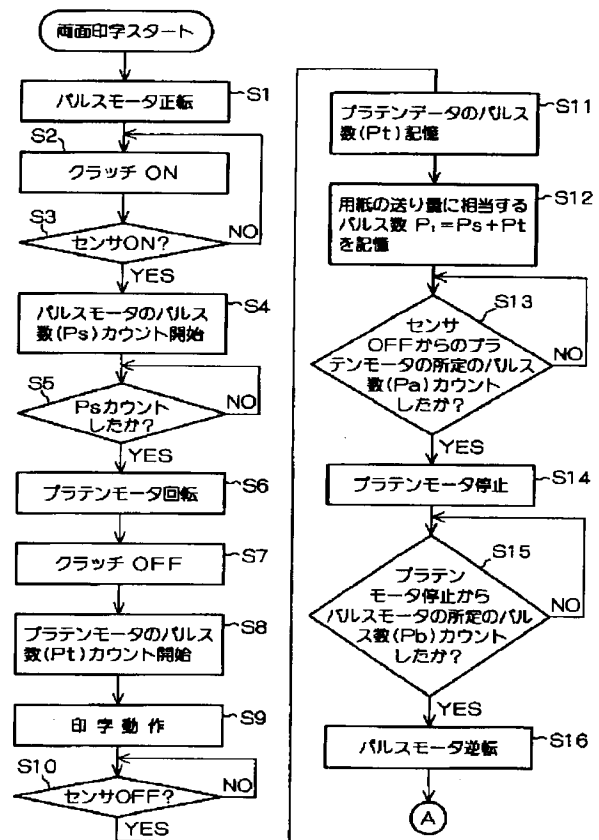 両面印字スタート
パルスモータ正転
S1
S2
クラッチ ON
S3
センサON?
NO
YES
パルスモータのパルス
数(Ps)カウント開始
S4
S5
Psカウント
したか?
NO
YES
プラテンモータ回転
S6
クラッチ OFF
S7
プラテンモータのパルス
数(Pt)カウント開始
S8
印字動作
S9
S10
センサOFF?
NO
YES
プラテンデータのパルス
数(Pt)記憶
S11
用紙の送り量に相当する
パルス数 P₁=Ps+Pt
を記憶
S12
S13
センサ
OFFからのプラ
テンモータの所定のパルス
数(Pa)カウント
したか?
NO
YES
プラテンモータ停止
S14
S15
プラテン
モータ停止から
パルスモータの所定のパル
ス数(Pb)カウント
したか?
NO
YES
パルスモータ逆転
S16
A